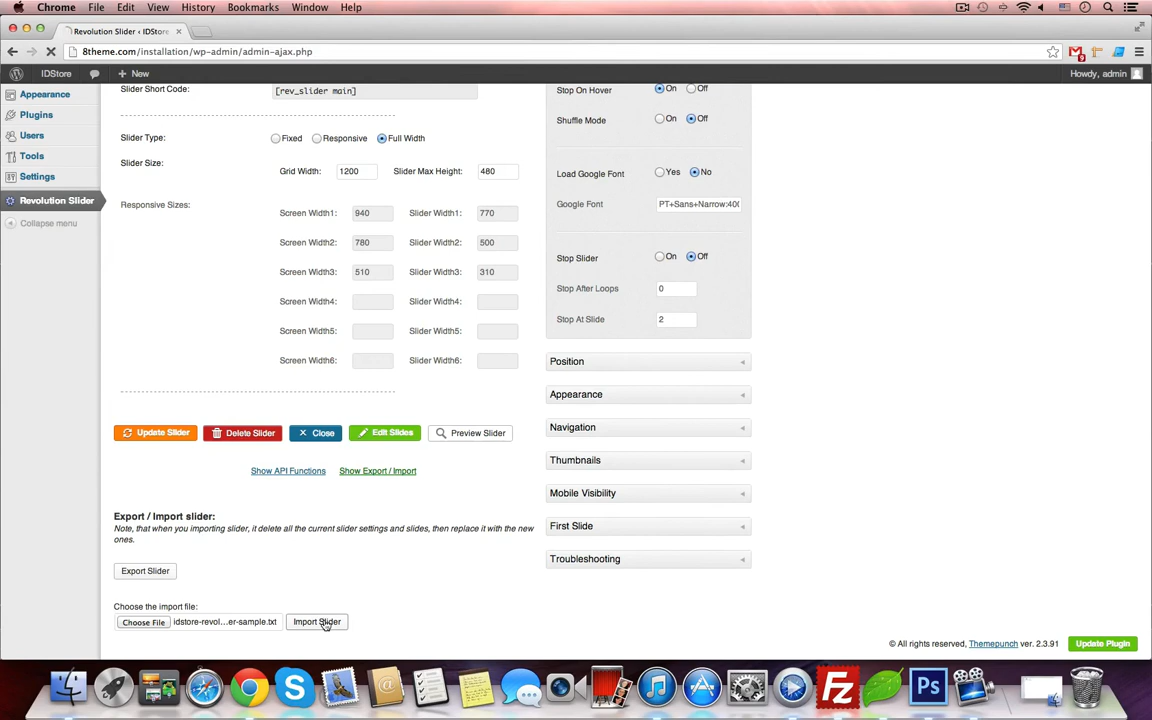 Chrome File Edit View History Bookmarks Window Help
Revolution Slider ‹ IDStore
8theme.com/installation/wp-admin/admin-ajax.php
9
IDStore + New Howdy, admin
Appearance
Plugins
Users
Tools
Settings
Revolution Slider
Collapse menu
Slider Short Code: [rev_slider main]
Slider Type: Fixed Responsive Full Width
Slider Size:
Grid Width: 1200 Slider Max Height: 480
Responsive Sizes:
Screen Width1: 940 Slider Width1: 770
Screen Width2: 780 Slider Width2: 500
Screen Width3: 510 Slider Width3: 310
Screen Width4: Slider Width4:
Screen Width5: Slider Width5:
Screen Width6: Slider Width6:
Update Slider Delete Slider Close Edit Slides Preview Slider
Show API Functions Show Export / Import
Export / Import slider:
Note, that when you importing slider, it delete all the current slider settings and slides, then replace it with the new
ones.
Export Slider
Choose the import file:
Choose File idstore-revol...er-sample.txt Import Slider
Stop On Hover On Off
Shuffle Mode On Off
Load Google Font Yes No
Google Font PT+Sans+Narrow:400
Stop Slider On Off
Stop After Loops 0
Stop At Slide 2
Position
Appearance
Navigation
Thumbnails
Mobile Visibility
First Slide
Troubleshooting
© All rights reserved, Themepunch ver. 2.3.91 Update Plugin
Fz
Ps